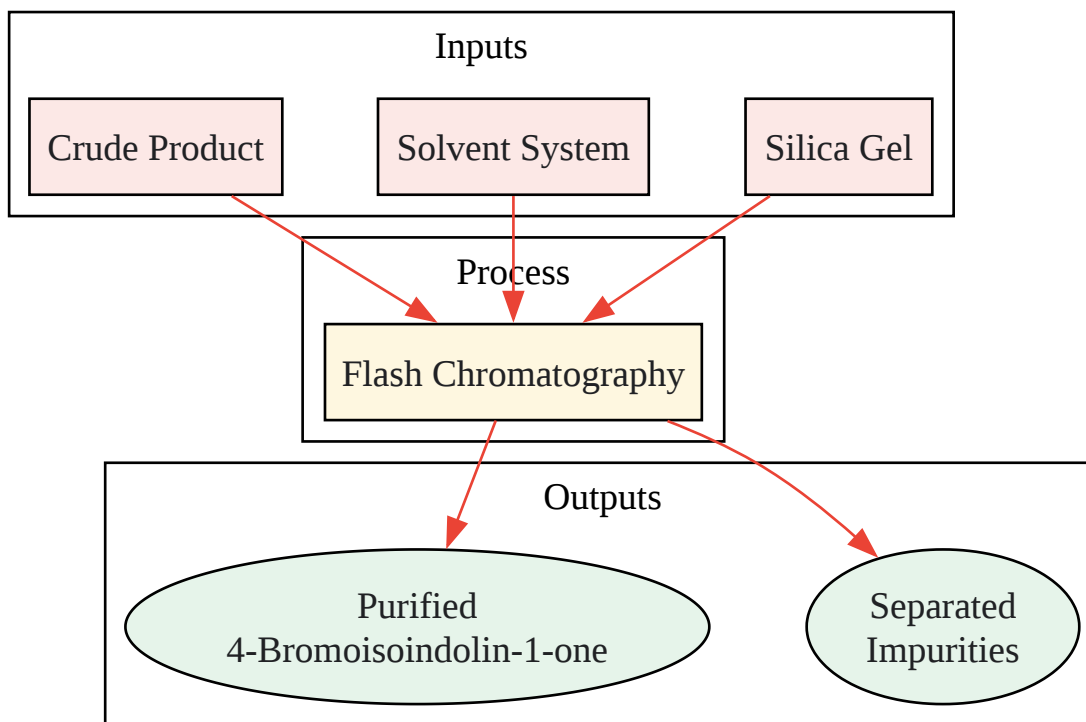 Inputs
Crude Product
Solvent System
Silica Gel
Process
Flash Chromatography
Outputs
Purified
4-Bromoisoindolin-1-one
Separated
Impurities